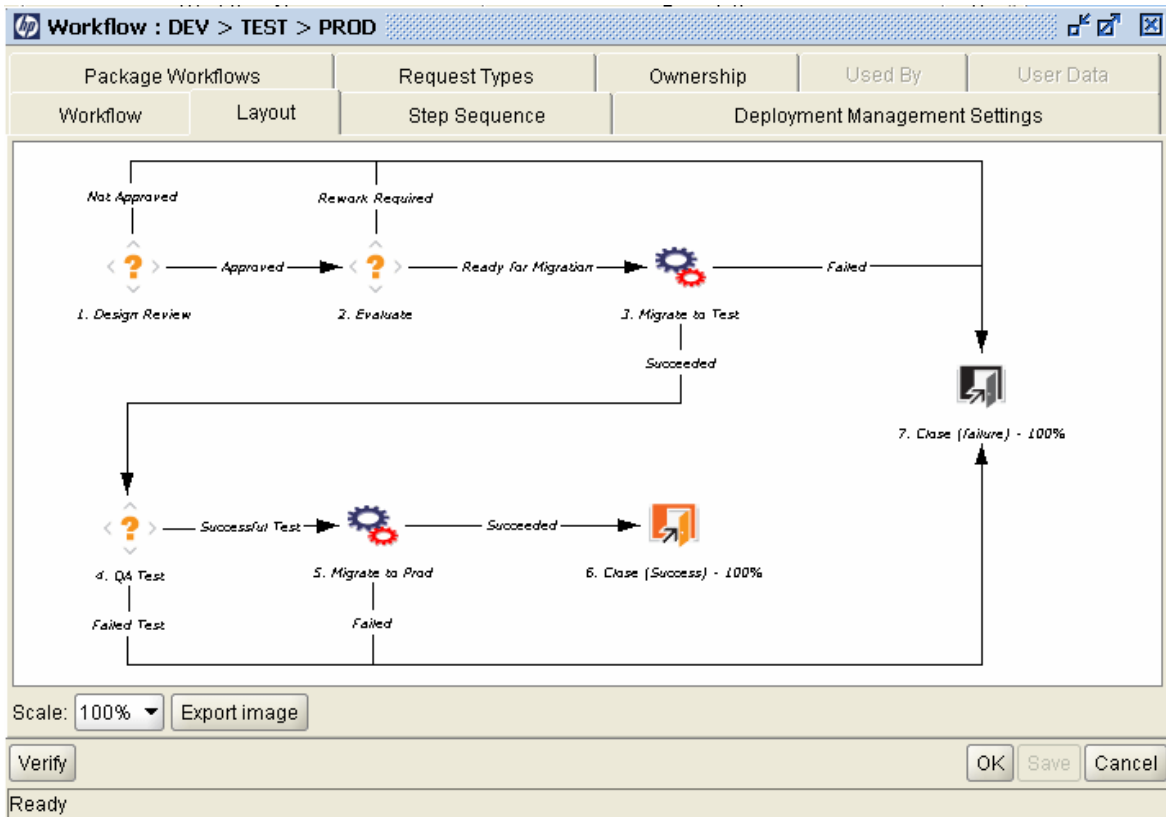 hp Workflow : DEV > TEST > PROD
Package Workflows Request Types Ownership Used By User Data
Workflow Layout Step Sequence Deployment Management Settings
Not Approved Rework Required
Approved Ready for Migration Failed
1. Design Review 2. Evaluate 3. Migrate to Test
Succeeded
7. Close (failure) - 100%
Successful Test Succeeded
4. QA Test 5. Migrate to Prod 6. Close (Success) - 100%
Failed Test Failed
Scale: 100% Export image
Verify OK Save Cancel
Ready